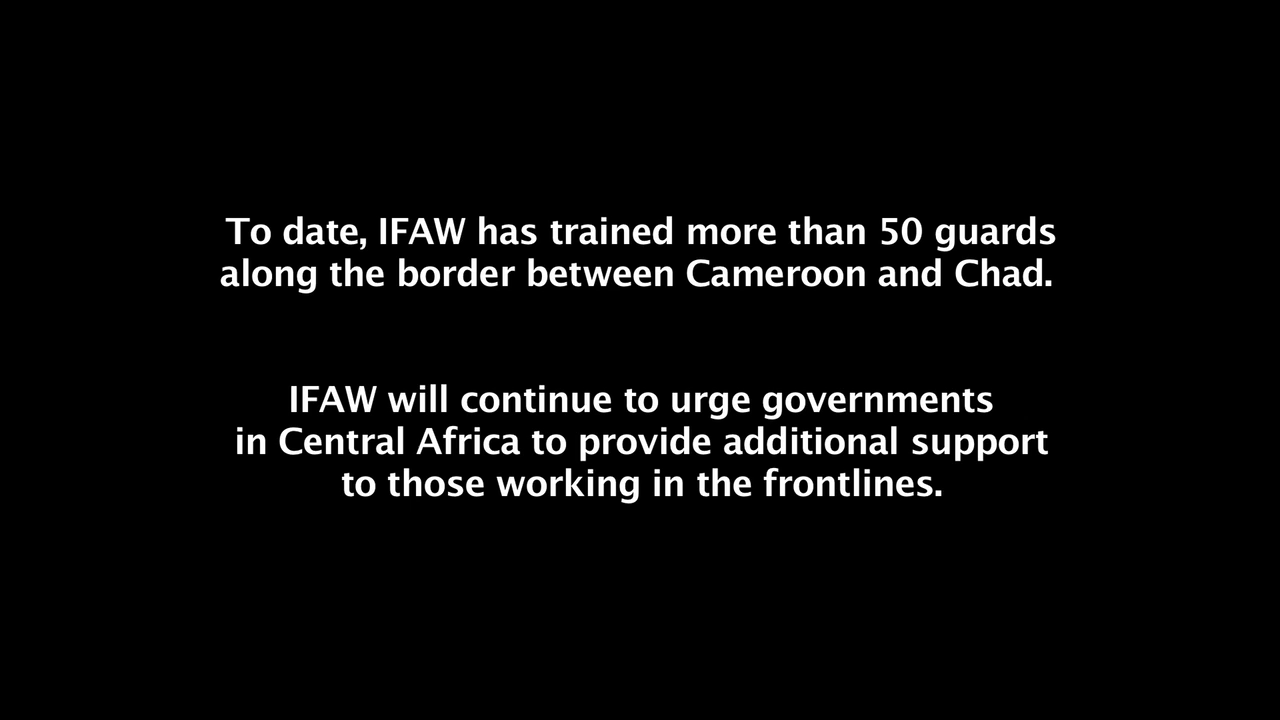 To date, IFAW has trained more than 50 guards
along the border between Cameroon and Chad.
IFAW will continue to urge governments
in Central Africa to provide additional support
to those working in the frontlines.